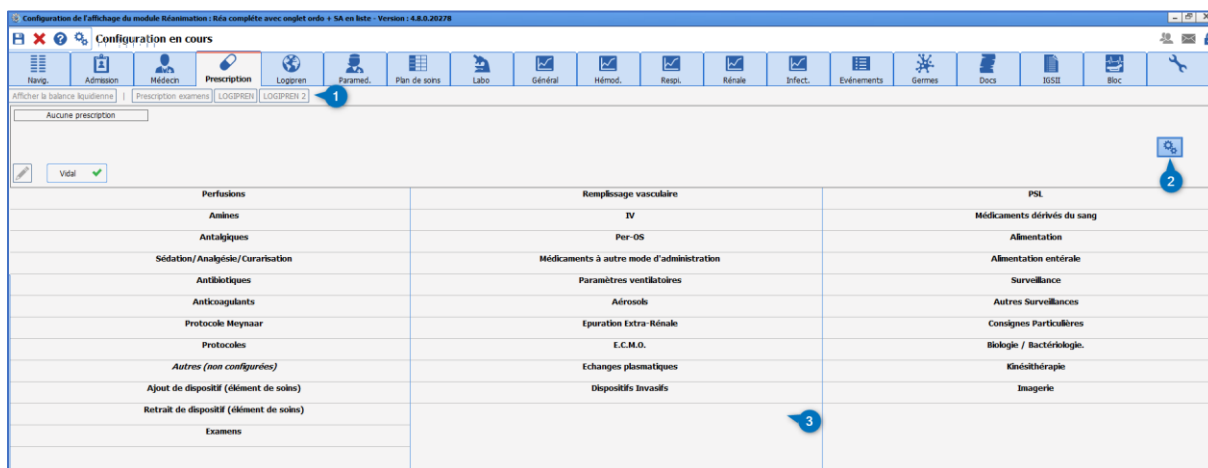 Configuration de l'affichage du module Réanimation : Réa complète avec onglet ordo + SA en liste - Version : 4.8.0.20278
Configuration en cours
Navig. Admission Médecin Prescription Logipren Paramed. Plan de soins Labo Général Hémod. Respi. Rénale Infect. Evénements Germes Docs IGSII Bloc
Afficher la balance liquidienne | Prescription examens LOGIPREN LOGIPREN 2 1
Aucune prescription
2
Vidal
Perfusions Remplissage vasculaire PSL
Amines IV Médicaments dérivés du sang
Antalgiques Per-OS Alimentation
Sédation/Analgésie/Curarisation Médicaments à autre mode d'administration Alimentation entérale
Antibiotiques Paramètres ventilatoires Surveillance
Anticoagulants Aérosols Autres Surveillances
Protocole Meynaar Epuration Extra-Rénale Consignes Particulières
Protocoles E.C.M.O. Biologie / Bactériologie.
Autres (non configurées) Echanges plasmatiques Kinésithérapie
Ajout de dispositif (élément de soins) Dispositifs Invasifs Imagerie
Retrait de dispositif (élément de soins)
3
Examens